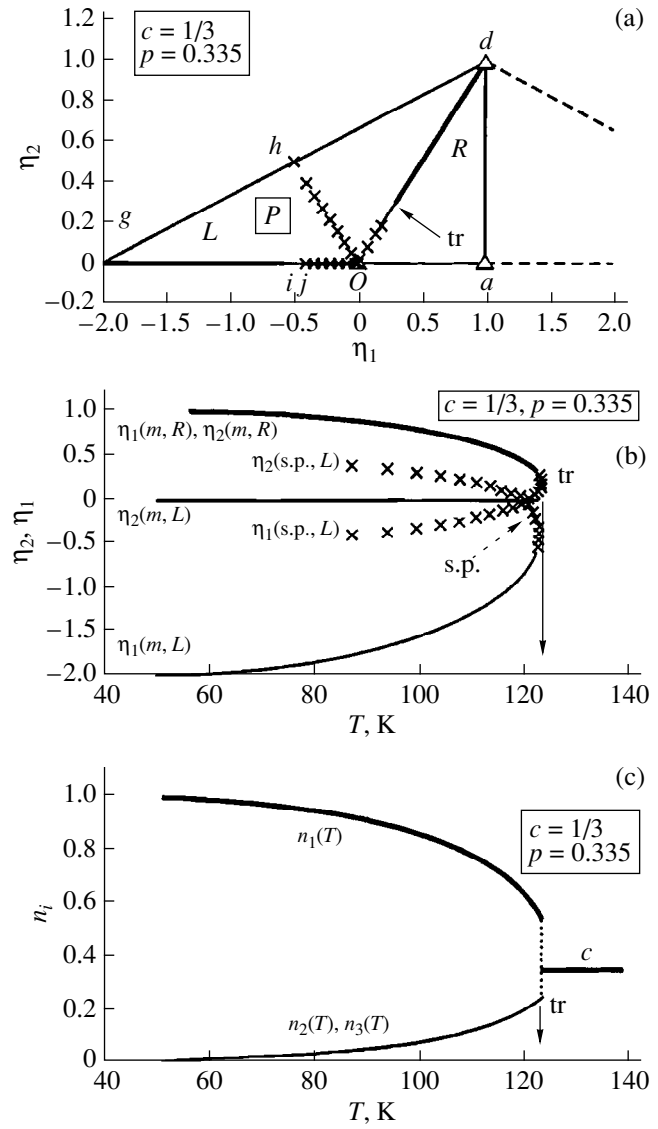 (a)
c = 1/3
p = 0.335
η2
1.2
1.0
0.8
0.6
0.4
0.2
0
−0.2
d
h
R
g
L
P
tr
i j
O
a
−2.0 −1.5 −1.0 −0.5 0 0.5 1.0 1.5 2.0
η1
(b)
c = 1/3, p = 0.335
η2, η1
1.0
0.5
0
−0.5
−1.0
−1.5
−2.0
η1(m, R), η2(m, R)
η2(s.p., L)
tr
η2(m, L)
η1(s.p., L)
s.p.
η1(m, L)
40 60 80 100 120 140
T, K
(c)
c = 1/3
p = 0.335
ni
1.0
0.8
0.6
0.4
0.2
0
n1(T)
c
n2(T), n3(T)
tr
40 60 80 100 120 140
T, K